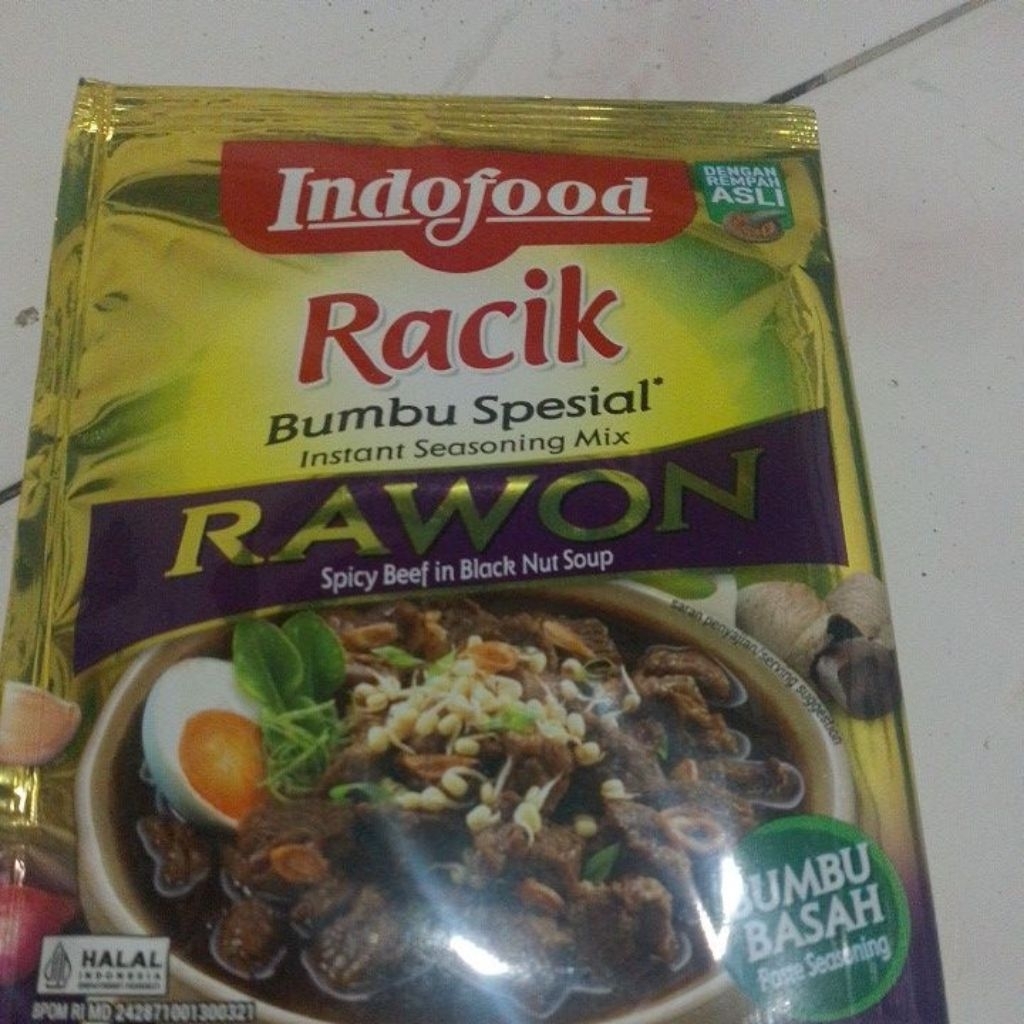 Indofood
DENGAN
REMPAH
ASLI
Racik
Bumbu Spesial*
Instant Seasoning Mix
RAWON
Spicy Beef in Black Nut Soup
saran penyajian/serving suggestion
BUMBU
BASAH
Paste Seasoning
HALAL
INDONESIA
BPOM RI MD 242871001300321